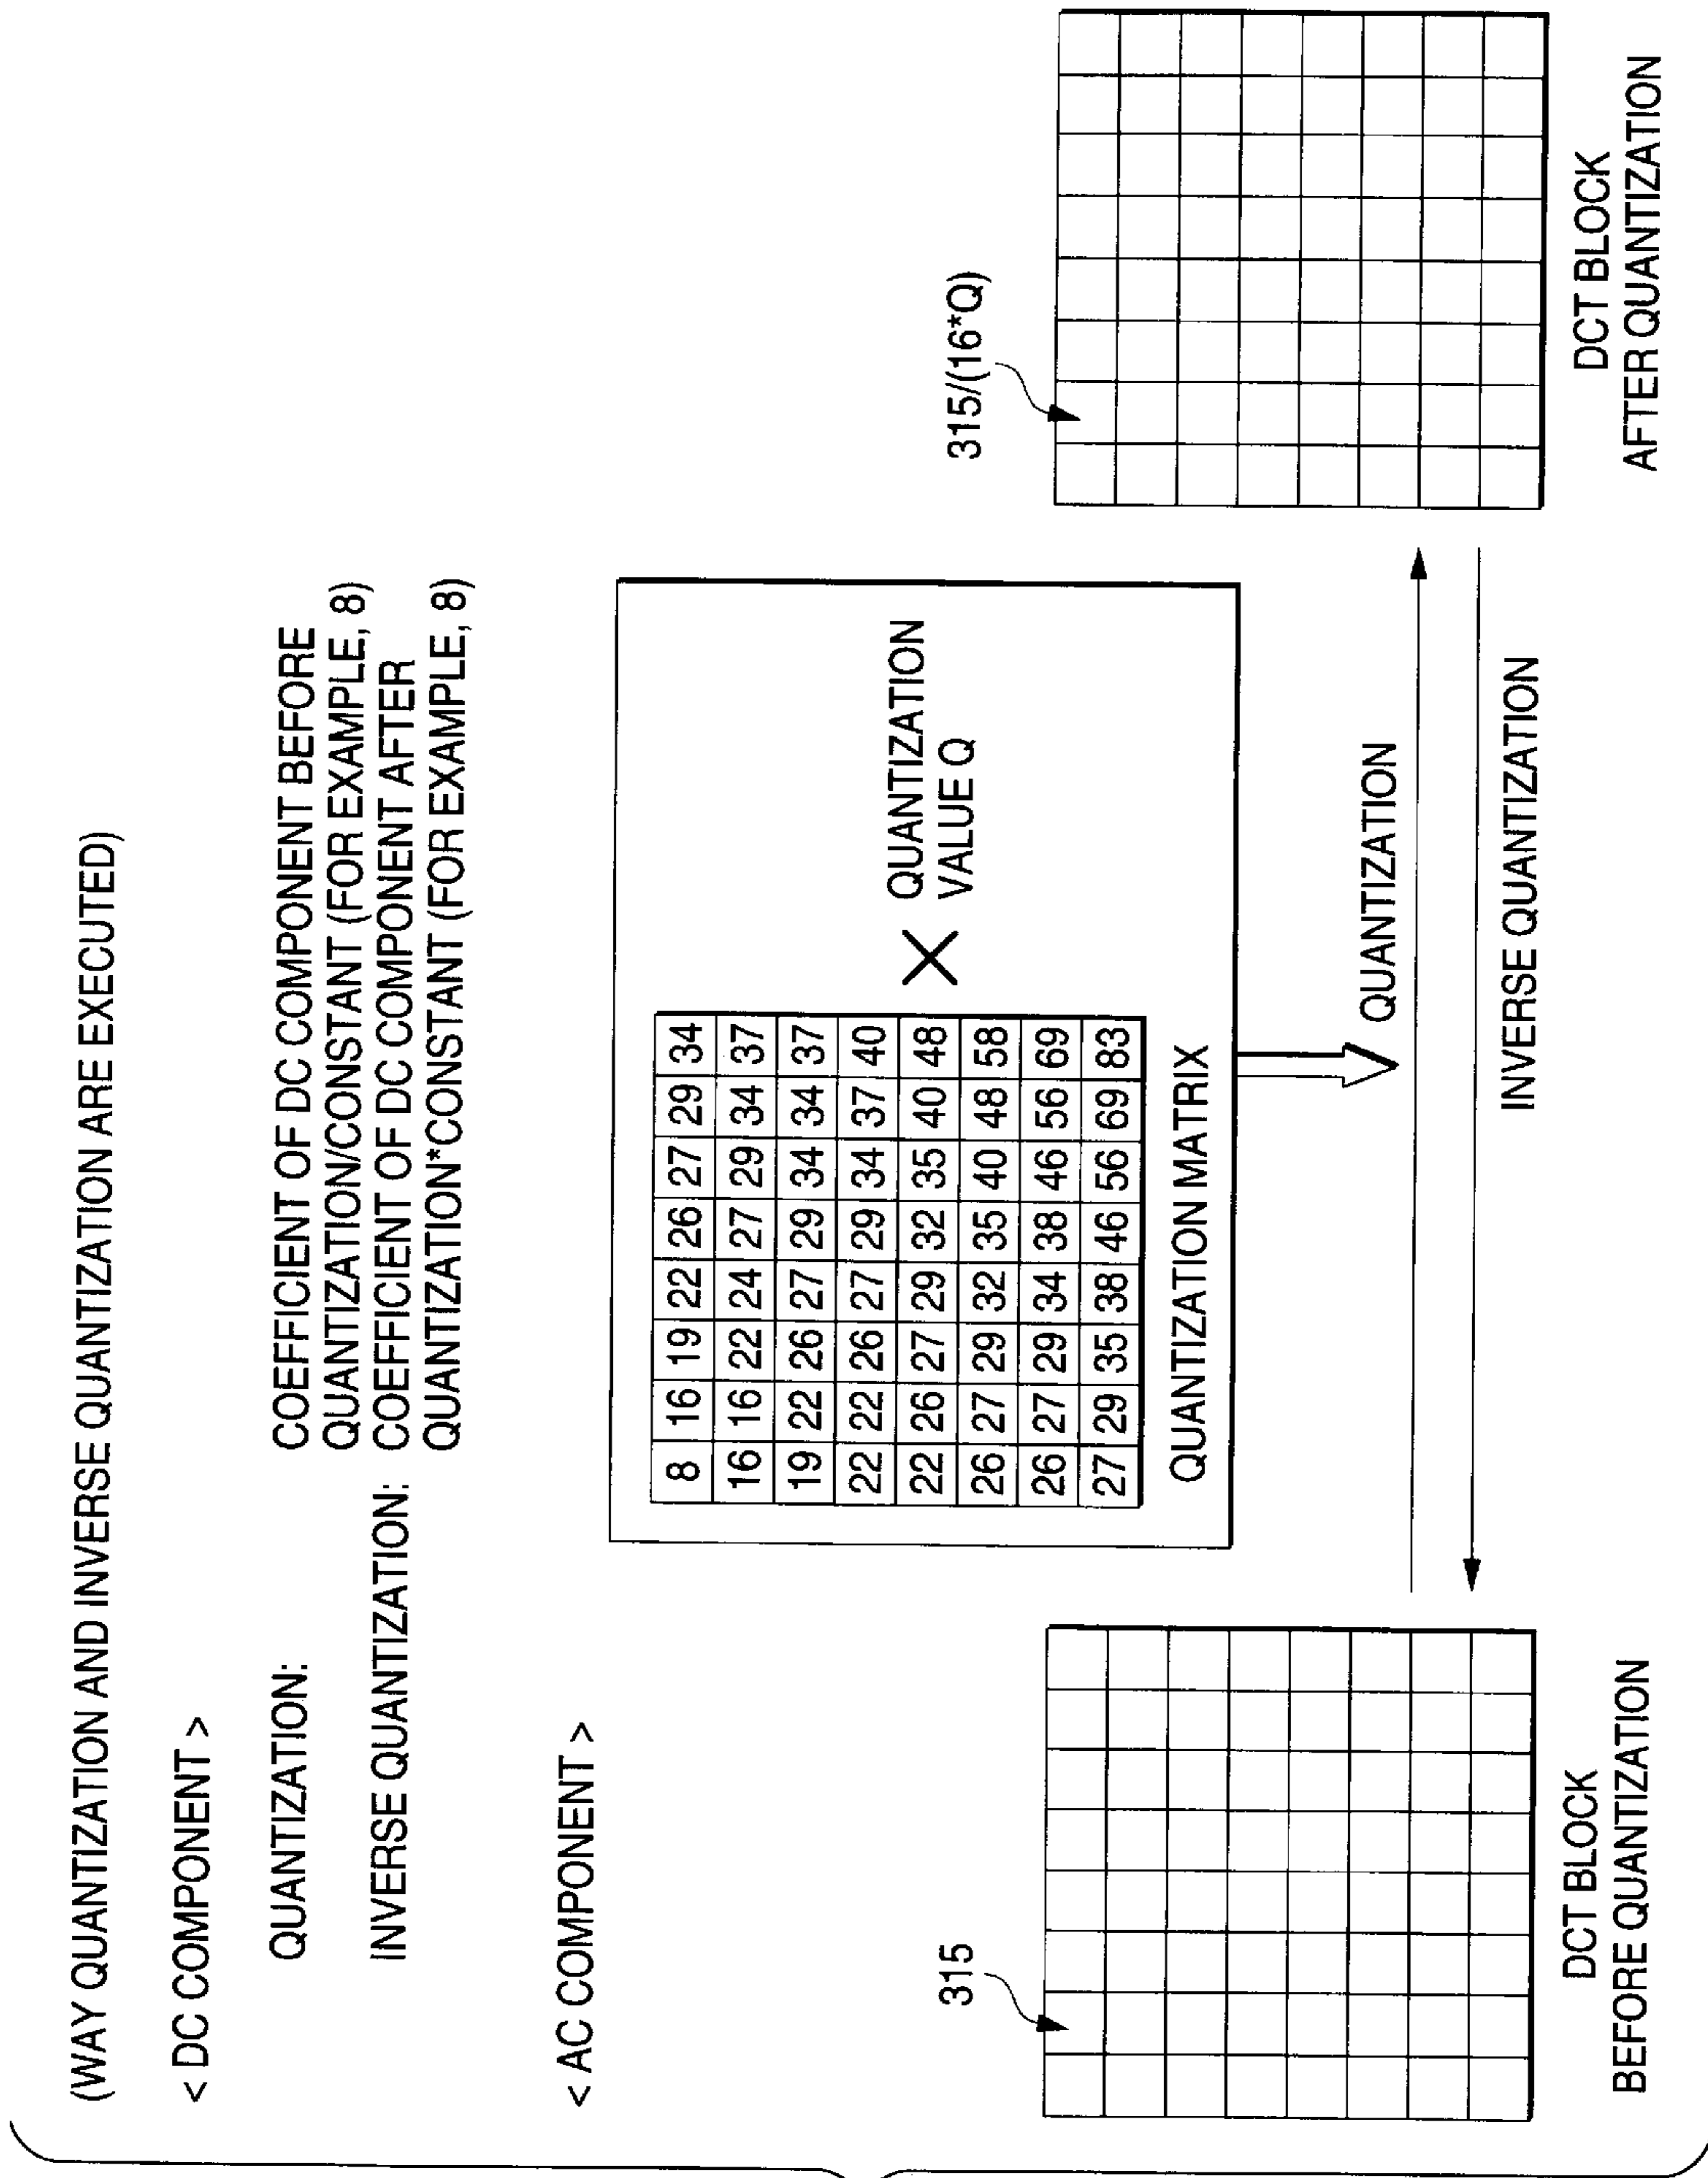 (WAY QUANTIZATION AND INVERSE QUANTIZATION ARE EXECUTED)
< DC COMPONENT >
QUANTIZATION: COEFFICIENT OF DC COMPONENT BEFORE
QUANTIZATION/CONSTANT (FOR EXAMPLE, 8)
INVERSE QUANTIZATION: COEFFICIENT OF DC COMPONENT AFTER
QUANTIZATION*CONSTANT (FOR EXAMPLE, 8)
< AC COMPONENT >
8 16 19 22 26 27 29 34
16 16 22 24 27 29 34 37
19 22 26 27 29 34 34 37
22 22 26 27 29 34 37 40
22 26 27 29 32 35 40 48
26 27 29 32 35 40 48 58
26 27 29 34 38 46 56 69
27 29 35 38 46 56 69 83
QUANTIZATION MATRIX
× QUANTIZATION
VALUE Q
315
DCT BLOCK
BEFORE QUANTIZATION
QUANTIZATION
INVERSE QUANTIZATION
315/(16*Q)
DCT BLOCK
AFTER QUANTIZATION